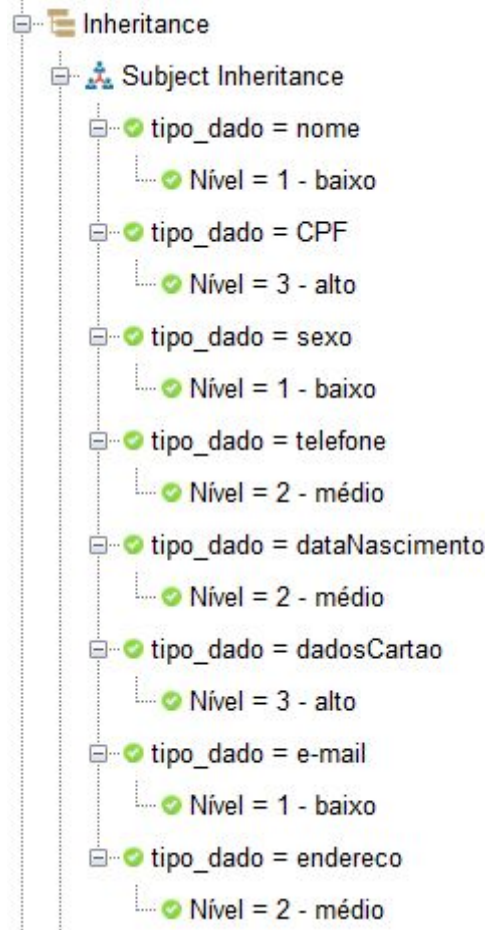 Inheritance
Subject Inheritance
tipo_dado = nome
Nível = 1 - baixo
tipo_dado = CPF
Nível = 3 - alto
tipo_dado = sexo
Nível = 1 - baixo
tipo_dado = telefone
Nível = 2 - médio
tipo_dado = dataNascimento
Nível = 2 - médio
tipo_dado = dadosCartao
Nível = 3 - alto
tipo_dado = e-mail
Nível = 1 - baixo
tipo_dado = endereco
Nível = 2 - médio